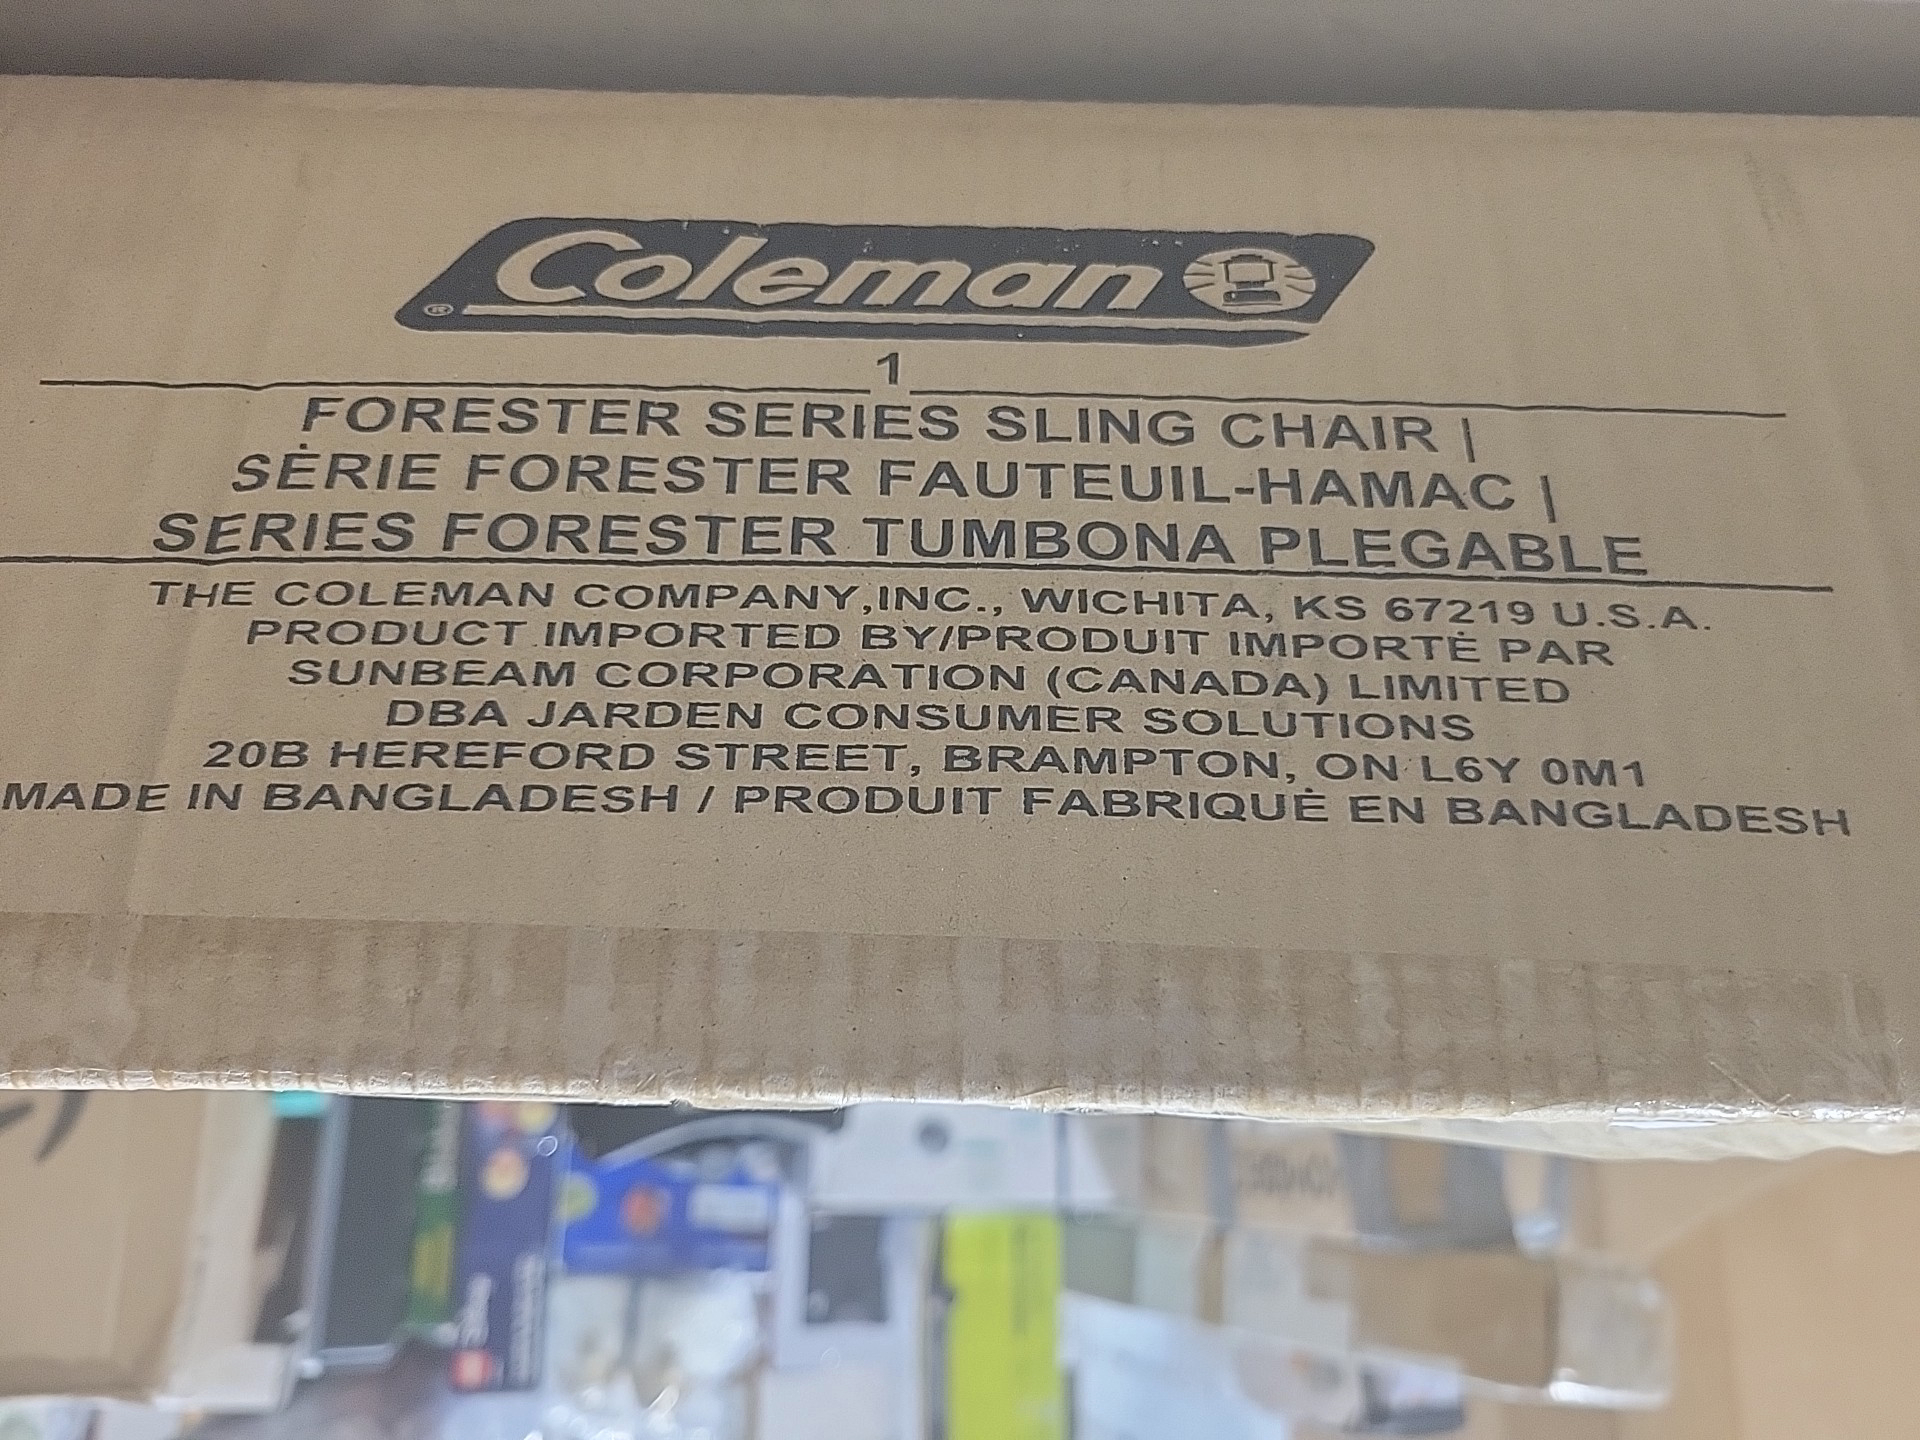 Coleman
®
1
FORESTER SERIES SLING CHAIR |
SÉRIE FORESTER FAUTEUIL-HAMAC |
SERIES FORESTER TUMBONA PLEGABLE
THE COLEMAN COMPANY,INC., WICHITA, KS 67219 U.S.A.
PRODUCT IMPORTED BY/PRODUIT IMPORTÉ PAR
SUNBEAM CORPORATION (CANADA) LIMITED
DBA JARDEN CONSUMER SOLUTIONS
20B HEREFORD STREET, BRAMPTON, ON L6Y 0M1
MADE IN BANGLADESH / PRODUIT FABRIQUÉ EN BANGLADESH